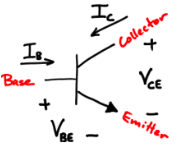 I_C
Collector
I_B
+
Base
V_CE
+
−
V_BE −
Emitter